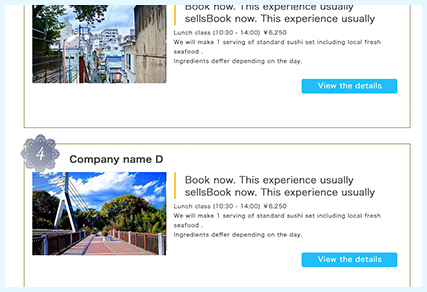 Book now. This experience usually
sellsBook now. This experience usually
Lunch class (10:30 - 14:00) ¥6,250
We will make 1 serving of standard sushi set including local fresh
seafood .
Ingredients deffer depending on the day.
View the details
4
Company name D
Book now. This experience usually
sellsBook now. This experience usually
Lunch class (10:30 - 14:00) ¥6,250
We will make 1 serving of standard sushi set including local fresh
seafood .
Ingredients deffer depending on the day.
View the details